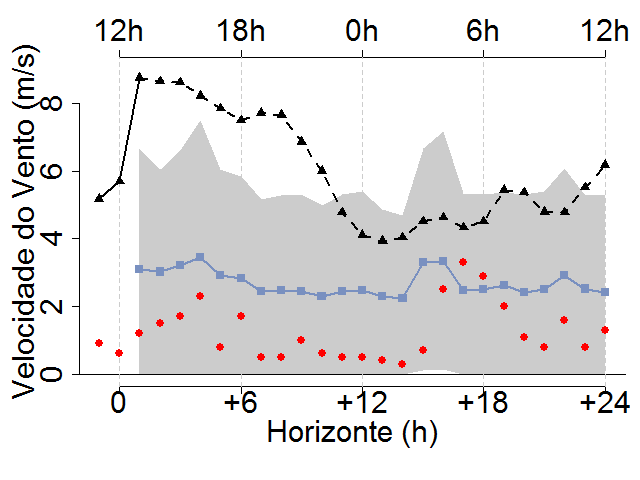 12h 18h 0h 6h 12h
Velocidade do Vento (m/s)
8
6
4
2
0
0 +6 +12 +18 +24
Horizonte (h)